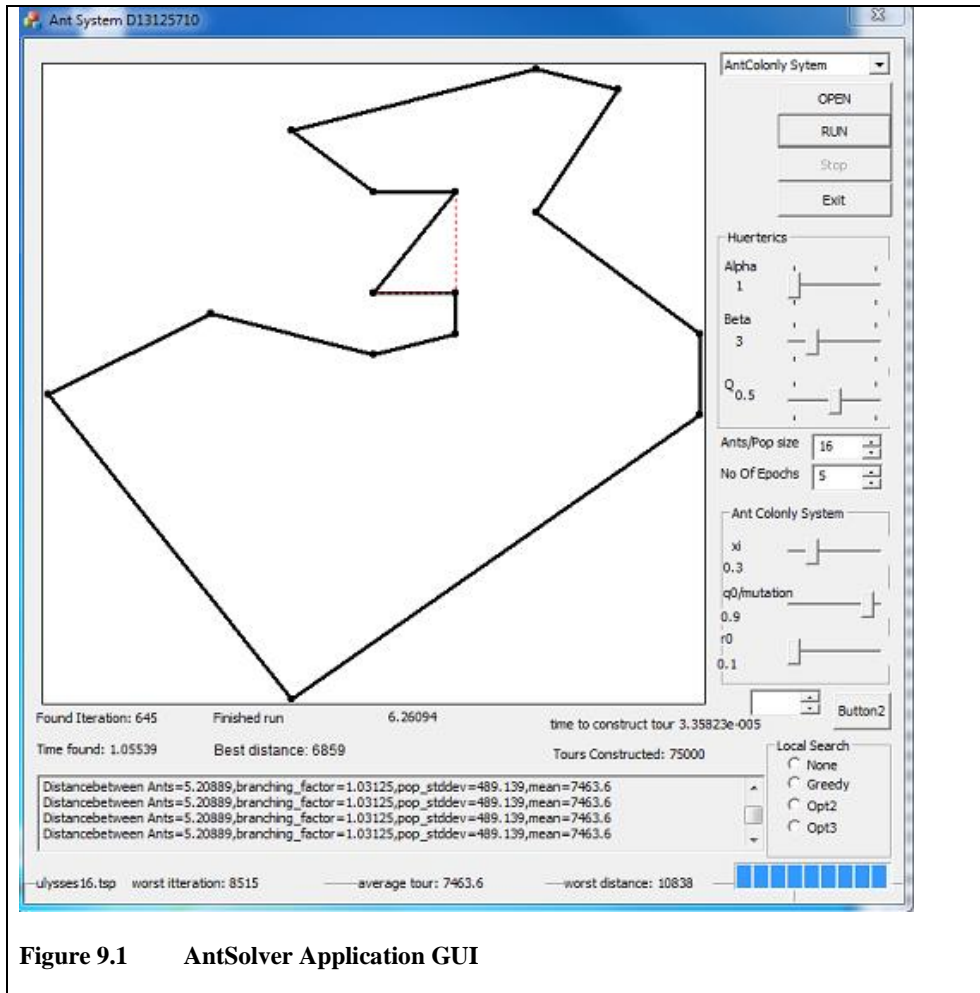 Ant System D13125710
AntColonly Sytem
OPEN
RUN
Stop
Exit
Huerterics
Alpha
1
Beta
3
Q
0.5
Ants/Pop size 16
No Of Epochs 5
Ant Colonly System
xi
0.3
q0/mutation
0.9
r0
0.1
Button2
Found Iteration: 645 Finished run 6.26094 time to construct tour 3.35823e-005
Time found: 1.05539 Best distance: 6859 Tours Constructed: 75000
Local Search
None
Greedy
Opt2
Opt3
Distancebetween Ants=5.20889,branching_factor=1.03125,pop_stddev=489.139,mean=7463.6
Distancebetween Ants=5.20889,branching_factor=1.03125,pop_stddev=489.139,mean=7463.6
Distancebetween Ants=5.20889,branching_factor=1.03125,pop_stddev=489.139,mean=7463.6
Distancebetween Ants=5.20889,branching_factor=1.03125,pop_stddev=489.139,mean=7463.6
ulysses16.tsp worst itteration: 8515 average tour: 7463.6 worst distance: 10838
Figure 9.1 AntSolver Application GUI